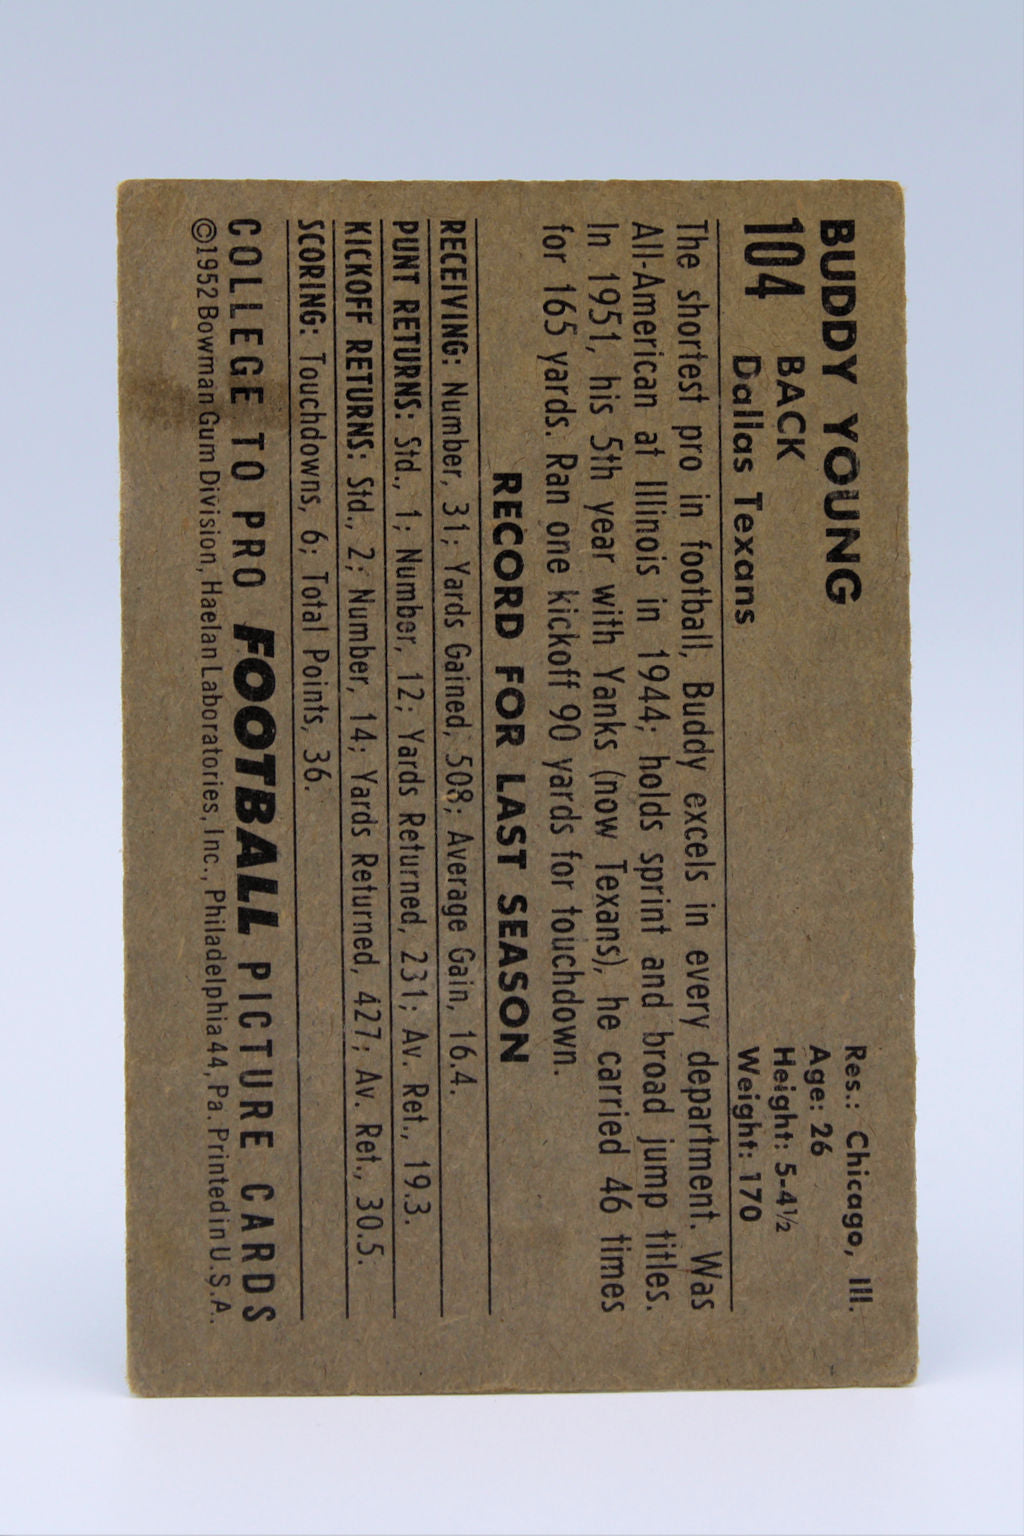 BUDDY YOUNG
104 BACK
Dallas Texans
Res.: Chicago, Ill.
Age: 26
Height: 5-4½
Weight: 170
The shortest pro in football, Buddy excels in every department. Was
All-American at Illinois in 1944; holds sprint and broad jump titles.
In 1951, his 5th year with Yanks (now Texans), he carried 46 times
for 165 yards. Ran one kickoff 90 yards for touchdown.
RECORD FOR LAST SEASON
RECEIVING: Number, 31; Yards Gained, 508; Average Gain, 16.4.
PUNT RETURNS: Std., 1; Number, 12; Yards Returned, 231; Av. Ret., 19.3.
KICKOFF RETURNS: Std., 2; Number, 14; Yards Returned, 427; Av. Ret., 30.5.
SCORING: Touchdowns, 6; Total Points, 36.
COLLEGE TO PRO FOOTBALL PICTURE CARDS
©1952 Bowman Gum Division, Haelan Laboratories, Inc., Philadelphia 44, Pa. Printed in U.S.A.